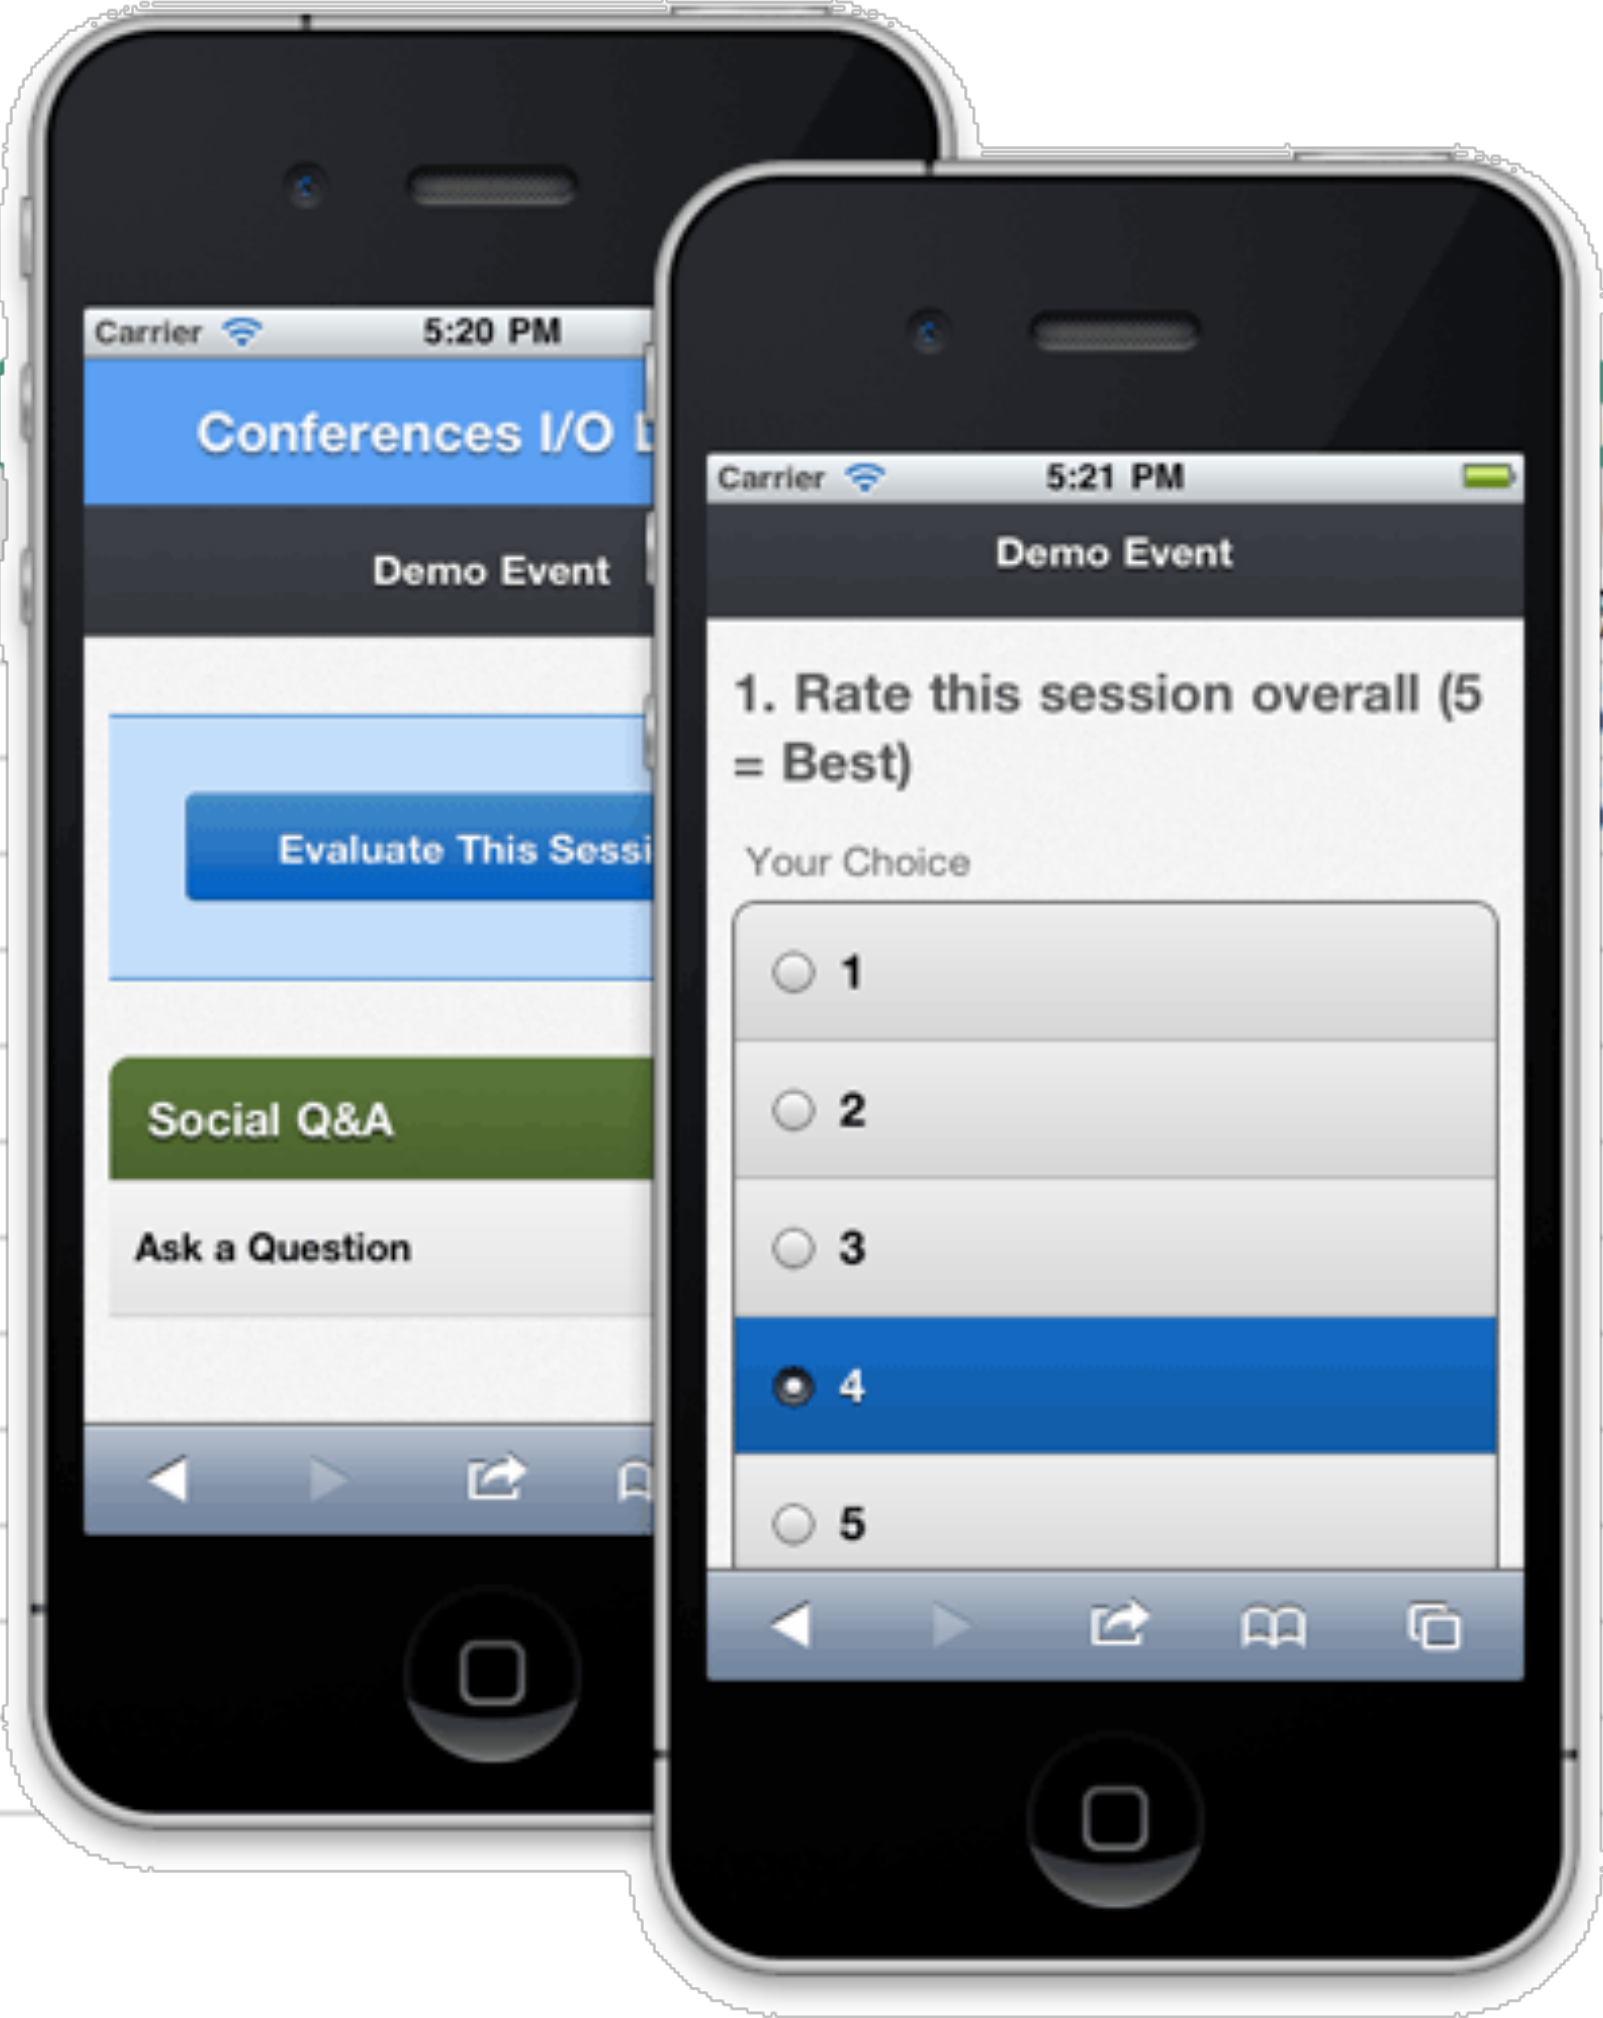 Carrier 5:20 PM
Conferences I/O
Demo Event
Evaluate This Sessi
Social Q&A
Ask a Question
Carrier 5:21 PM
Demo Event
1. Rate this session overall (5
= Best)
Your Choice
1
2
3
4
5